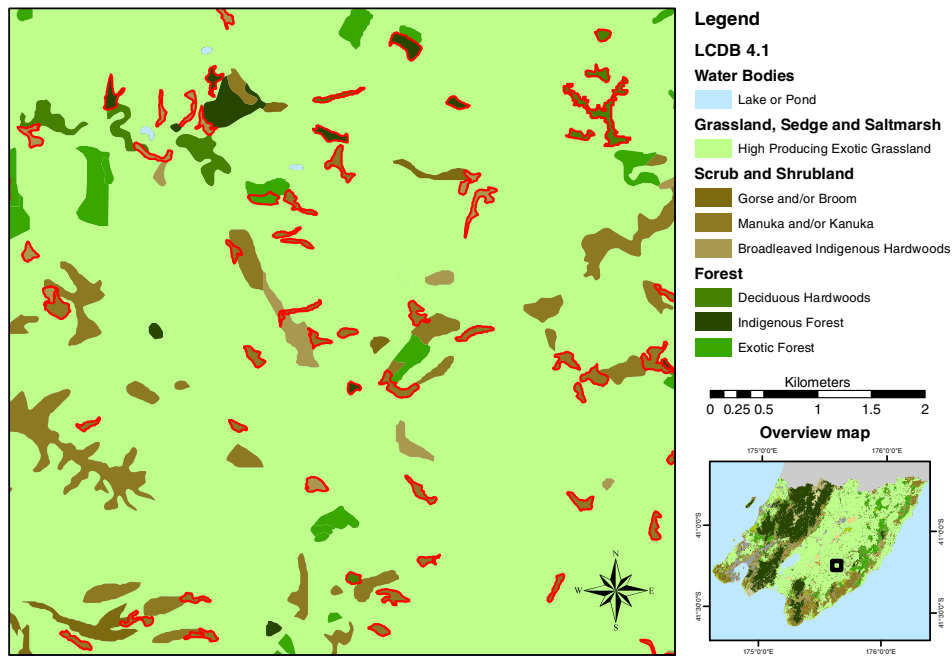 Legend
LCDB 4.1
Water Bodies
Lake or Pond
Grassland, Sedge and Saltmarsh
High Producing Exotic Grassland
Scrub and Shrubland
Gorse and/or Broom
Manuka and/or Kanuka
Broadleaved Indigenous Hardwoods
Forest
Deciduous Hardwoods
Indigenous Forest
Exotic Forest
Kilometers
0 0.25 0.5 1 1.5 2
Overview map
175°0'0"E 176°0'0"E
41°0'0"S 41°0'0"S
41°30'0"S 41°30'0"S
175°0'0"E 176°0'0"E
N
W E
S